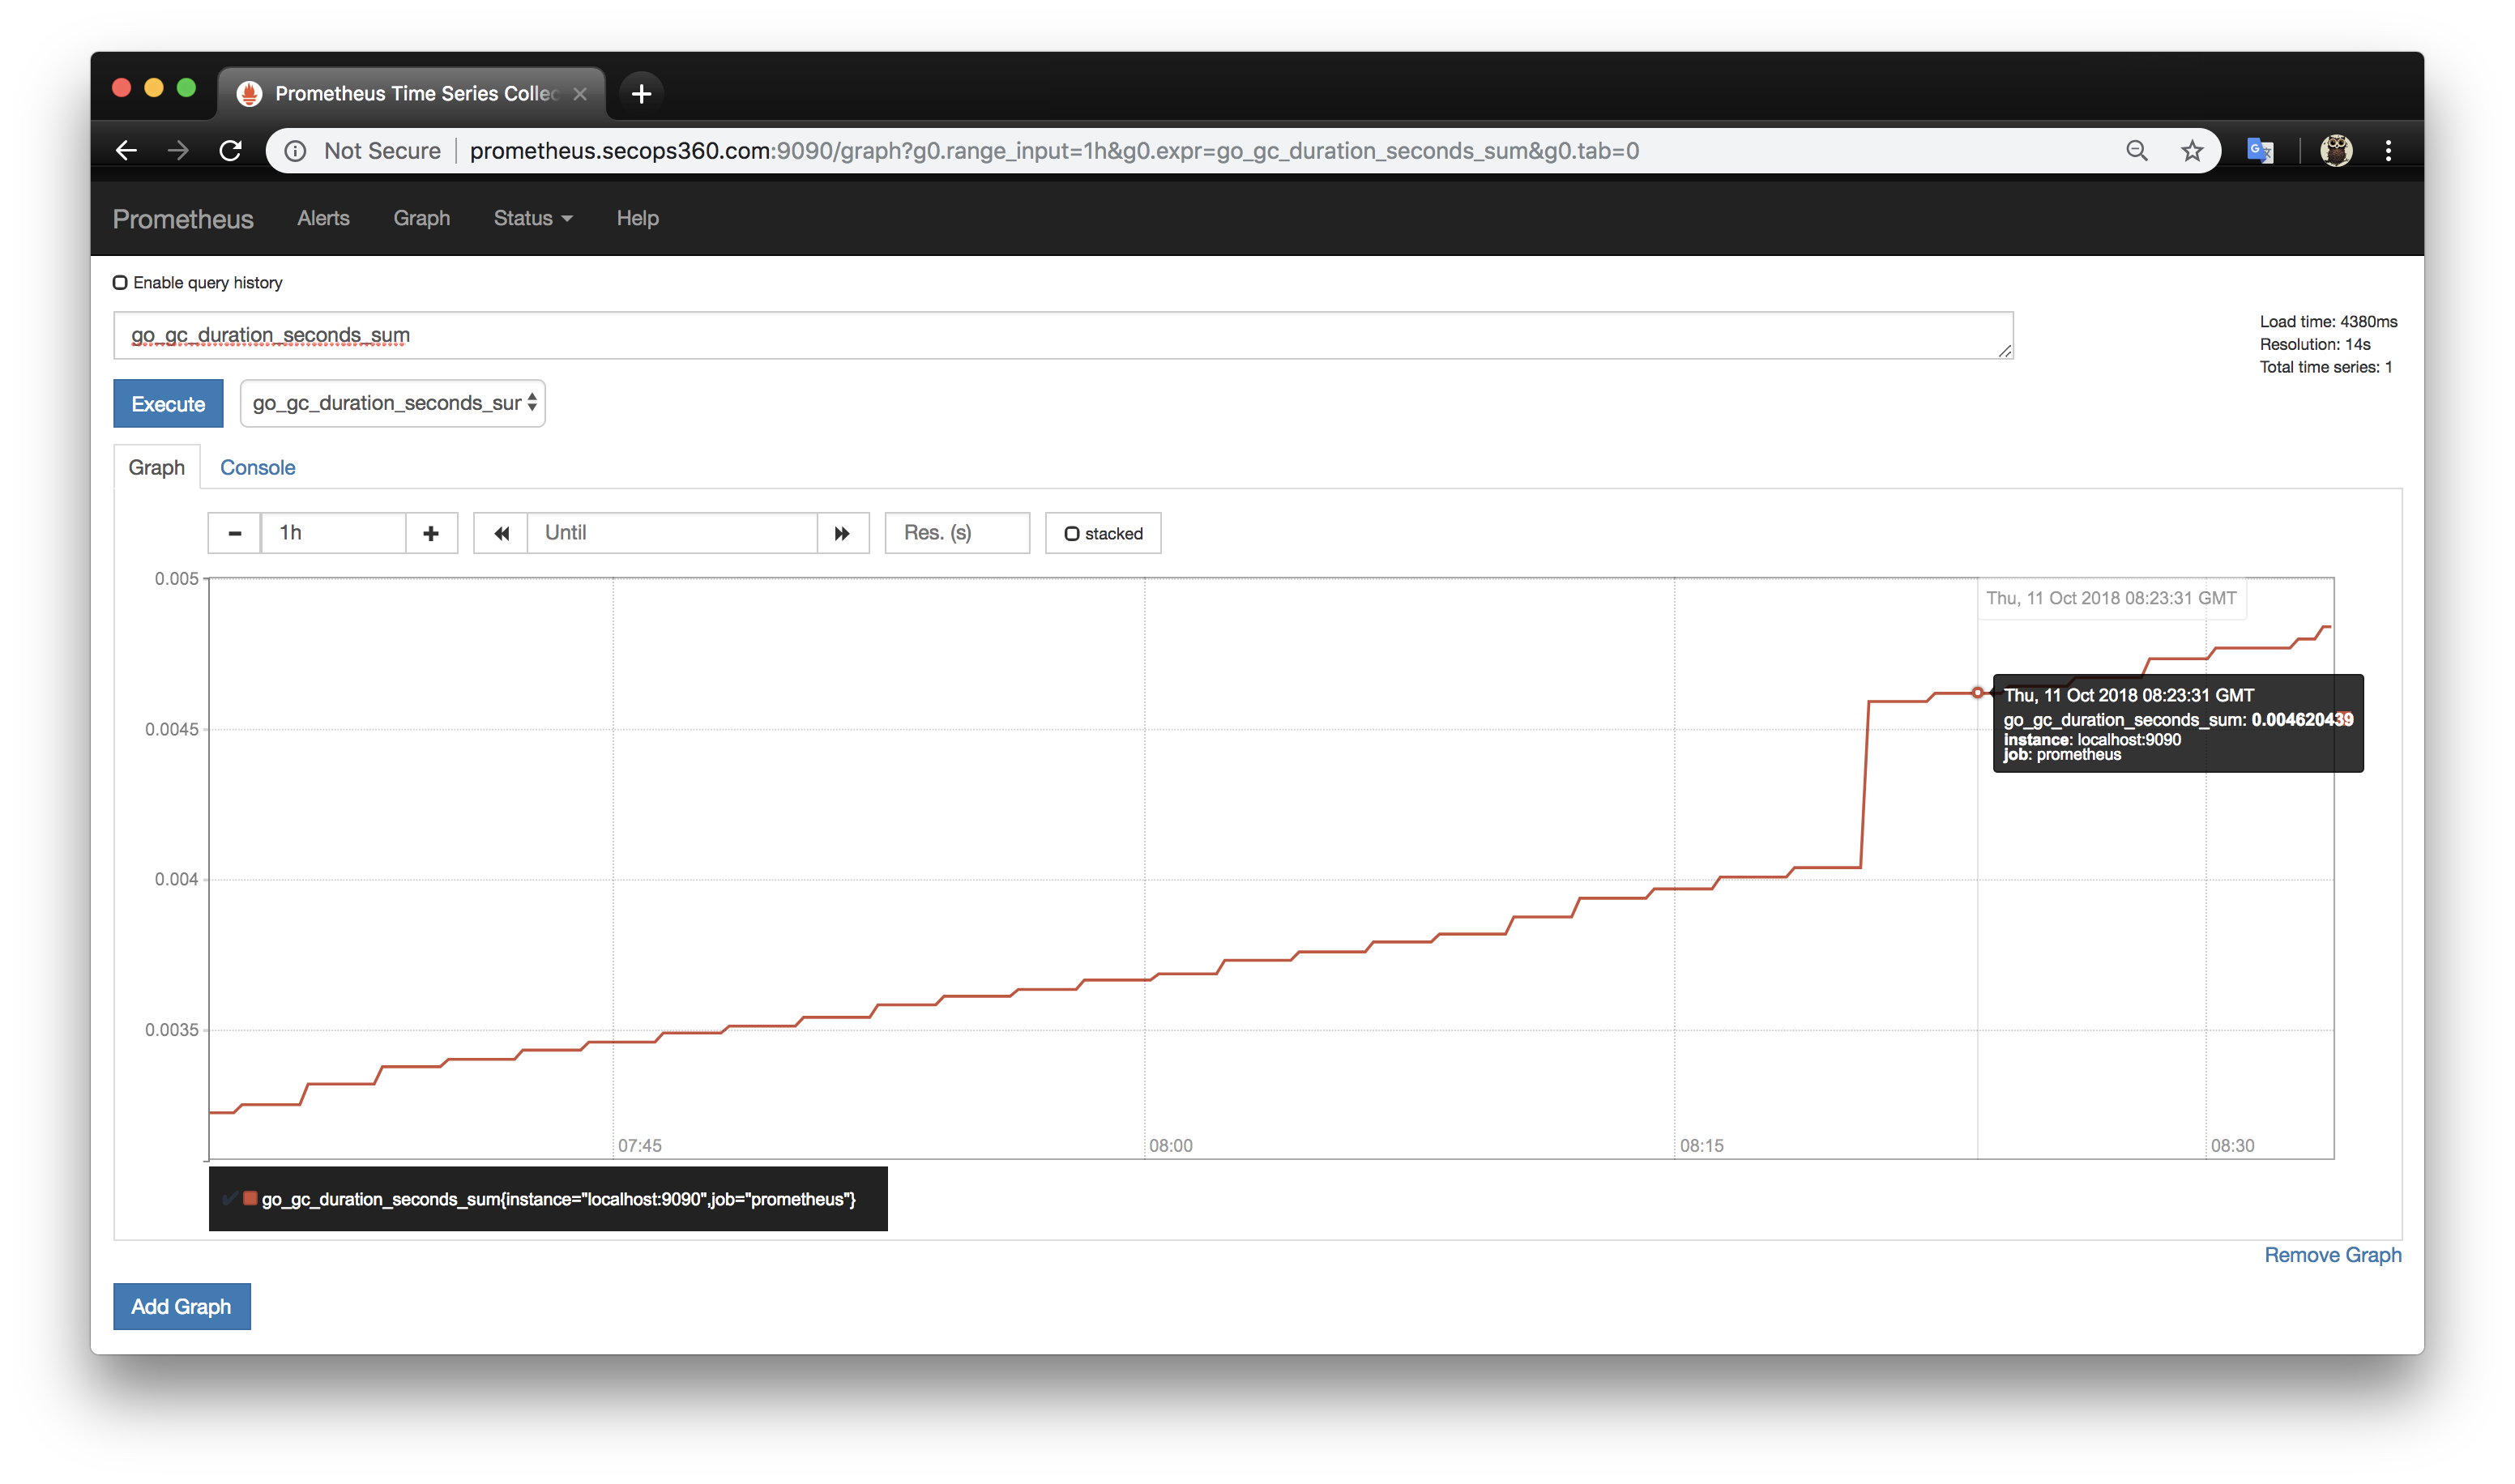 Prometheus Time Series Collec
Not Secure prometheus.secops360.com:9090/graph?g0.range_input=1h&g0.expr=go_gc_duration_seconds_sum&g0.tab=0
Prometheus Alerts Graph Status Help
Enable query history
go_gc_duration_seconds_sum
Load time: 4380ms
Resolution: 14s
Total time series: 1
Execute go_gc_duration_seconds_sur
Graph Console
1h Until Res. (s) stacked
0.005
0.0045
0.004
0.0035
Thu, 11 Oct 2018 08:23:31 GMT
Thu, 11 Oct 2018 08:23:31 GMT
go_gc_duration_seconds_sum: 0.004620439
instance: localhost:9090
job: prometheus
07:45 08:00 08:15 08:30
go_gc_duration_seconds_sum{instance="localhost:9090",job="prometheus"}
Remove Graph
Add Graph